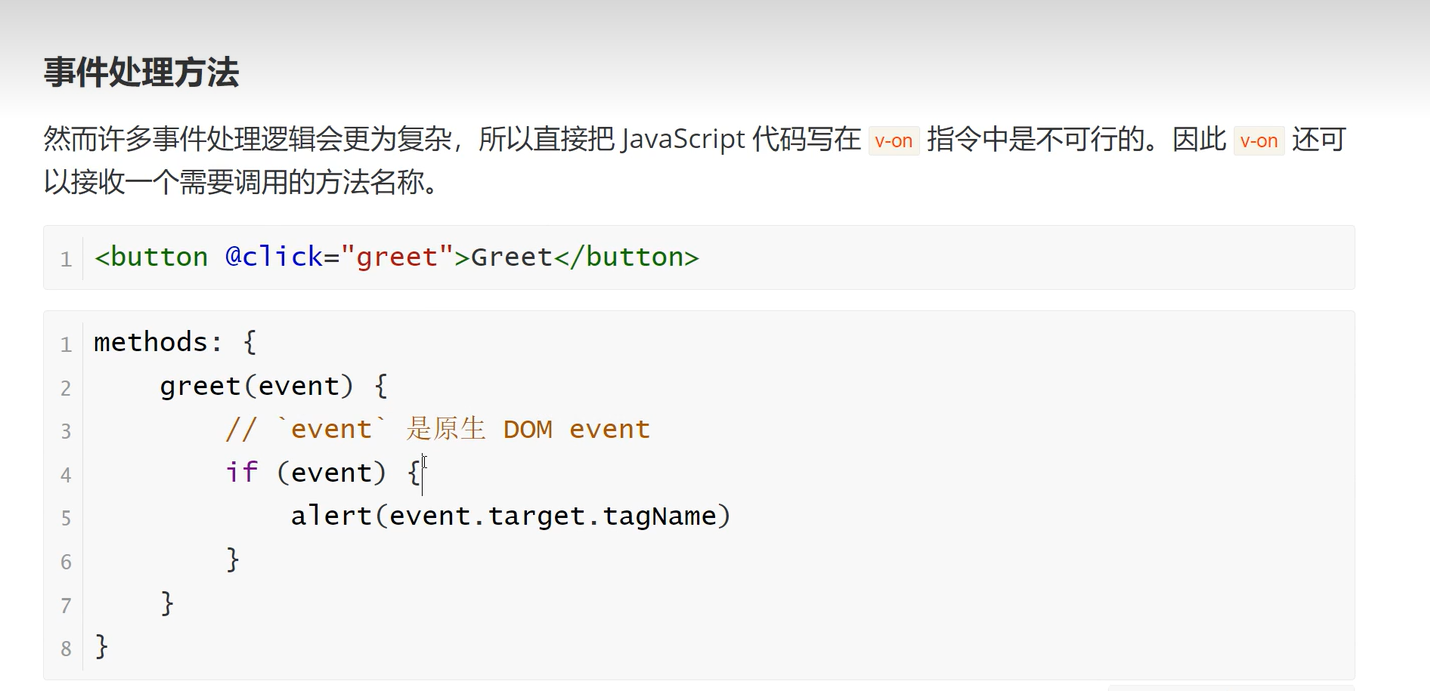 事件处理方法
然而许多事件处理逻辑会更为复杂，所以直接把 JavaScript 代码写在 v-on 指令中是不可行的。因此 v-on 还可
以接收一个需要调用的方法名称。
1 <button @click="greet">Greet</button>
1 methods: {
2     greet(event) {
3         // `event` 是原生 DOM event
4         if (event) {
5             alert(event.target.tagName)
6         }
7     }
8 }